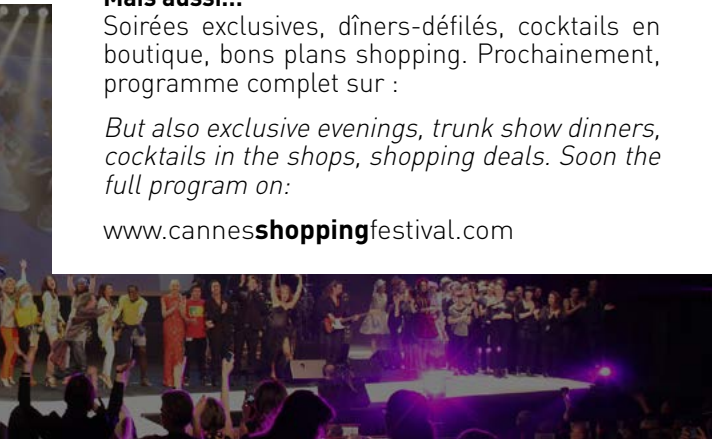 Mais aussi...
Soirées exclusives, dîners-défilés, cocktails en
boutique, bons plans shopping. Prochainement,
programme complet sur :
But also exclusive evenings, trunk show dinners,
cocktails in the shops, shopping deals. Soon the
full program on:
www.cannesshoppingfestival.com